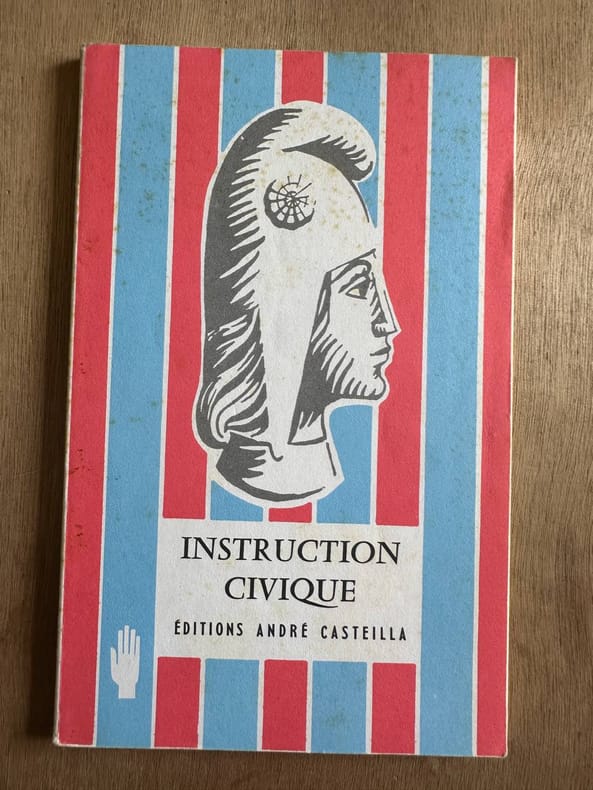 INSTRUCTION
CIVIQUE
ÉDITIONS ANDRÉ CASTEILLA